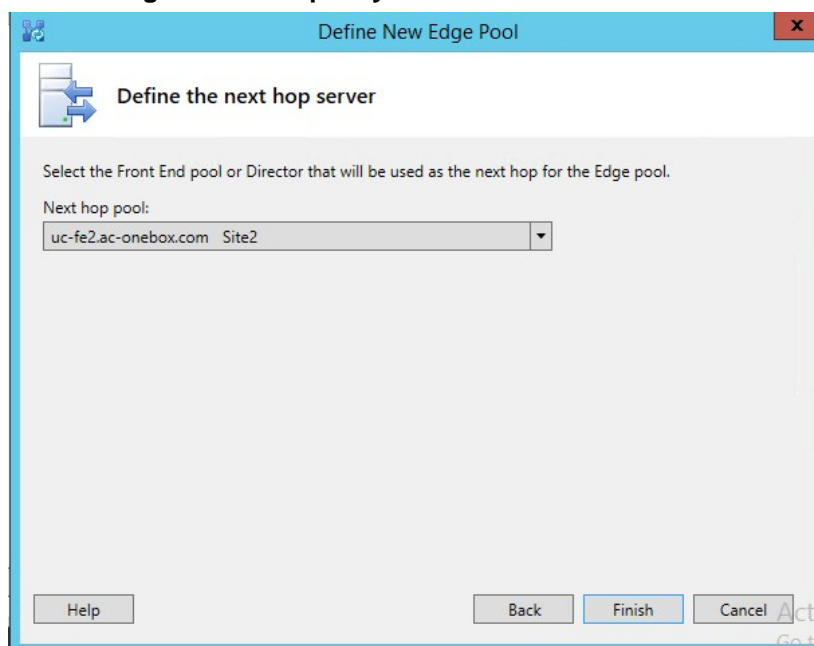 Define New Edge Pool
x
Define the next hop server
Select the Front End pool or Director that will be used as the next hop for the Edge pool.
Next hop pool:
uc-fe2.ac-onebox.com Site2
Help
Back
Finish
Cancel
Act